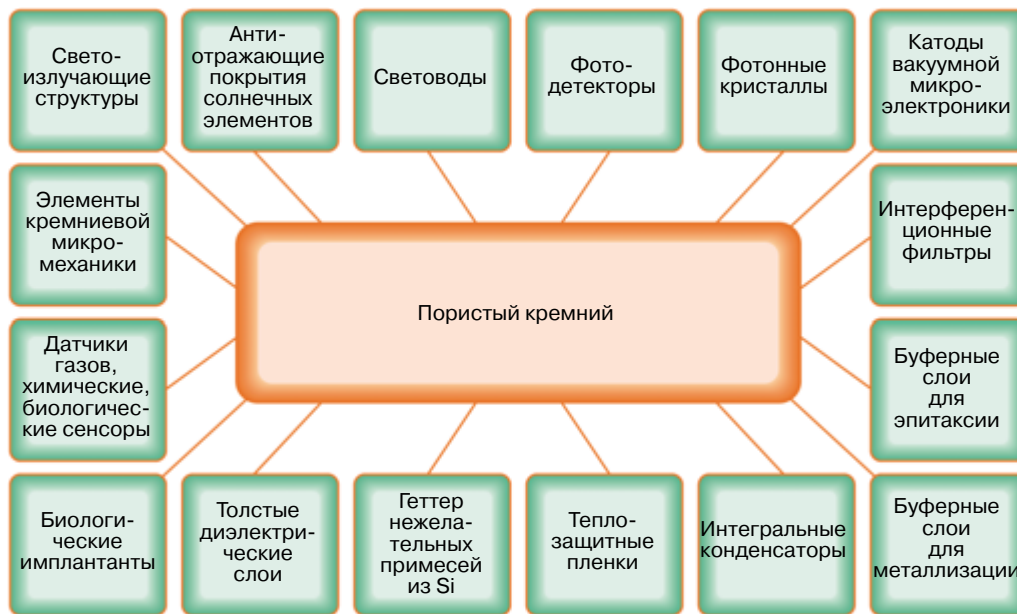 Свето-
излучающие
структуры
Анти-
отражающие
покрытия
солнечных
элементов
Световоды
Фото-
детекторы
Фотонные
кристаллы
Катоды
вакуумной
микро-
электроники
Элементы
кремниевой
микро-
механики
Интерферен-
ционные
фильтры
Пористый кремний
Датчики
газов,
химические,
биологичес-
кие сенсоры
Буферные
слои
для
эпитаксии
Биологи-
ческие
имплантанты
Толстые
диэлектри-
ческие
слои
Геттер
нежела-
тельных
примесей
из Si
Тепло-
защитные
пленки
Интегральные
конденсаторы
Буферные
слои
для
металлизации